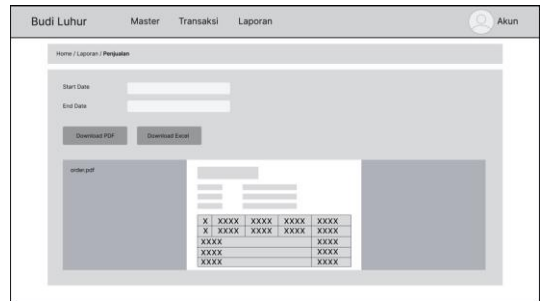 Budi Luhur Master Transaksi Laporan Akun
Home / Laporan / Penjualan
Start Date
End Date
Download PDF Download Excel
order.pdf
X XXXX XXXX XXXX XXXX
X XXXX XXXX XXXX XXXX
XXXX XXXX
XXXX XXXX
XXXX XXXX